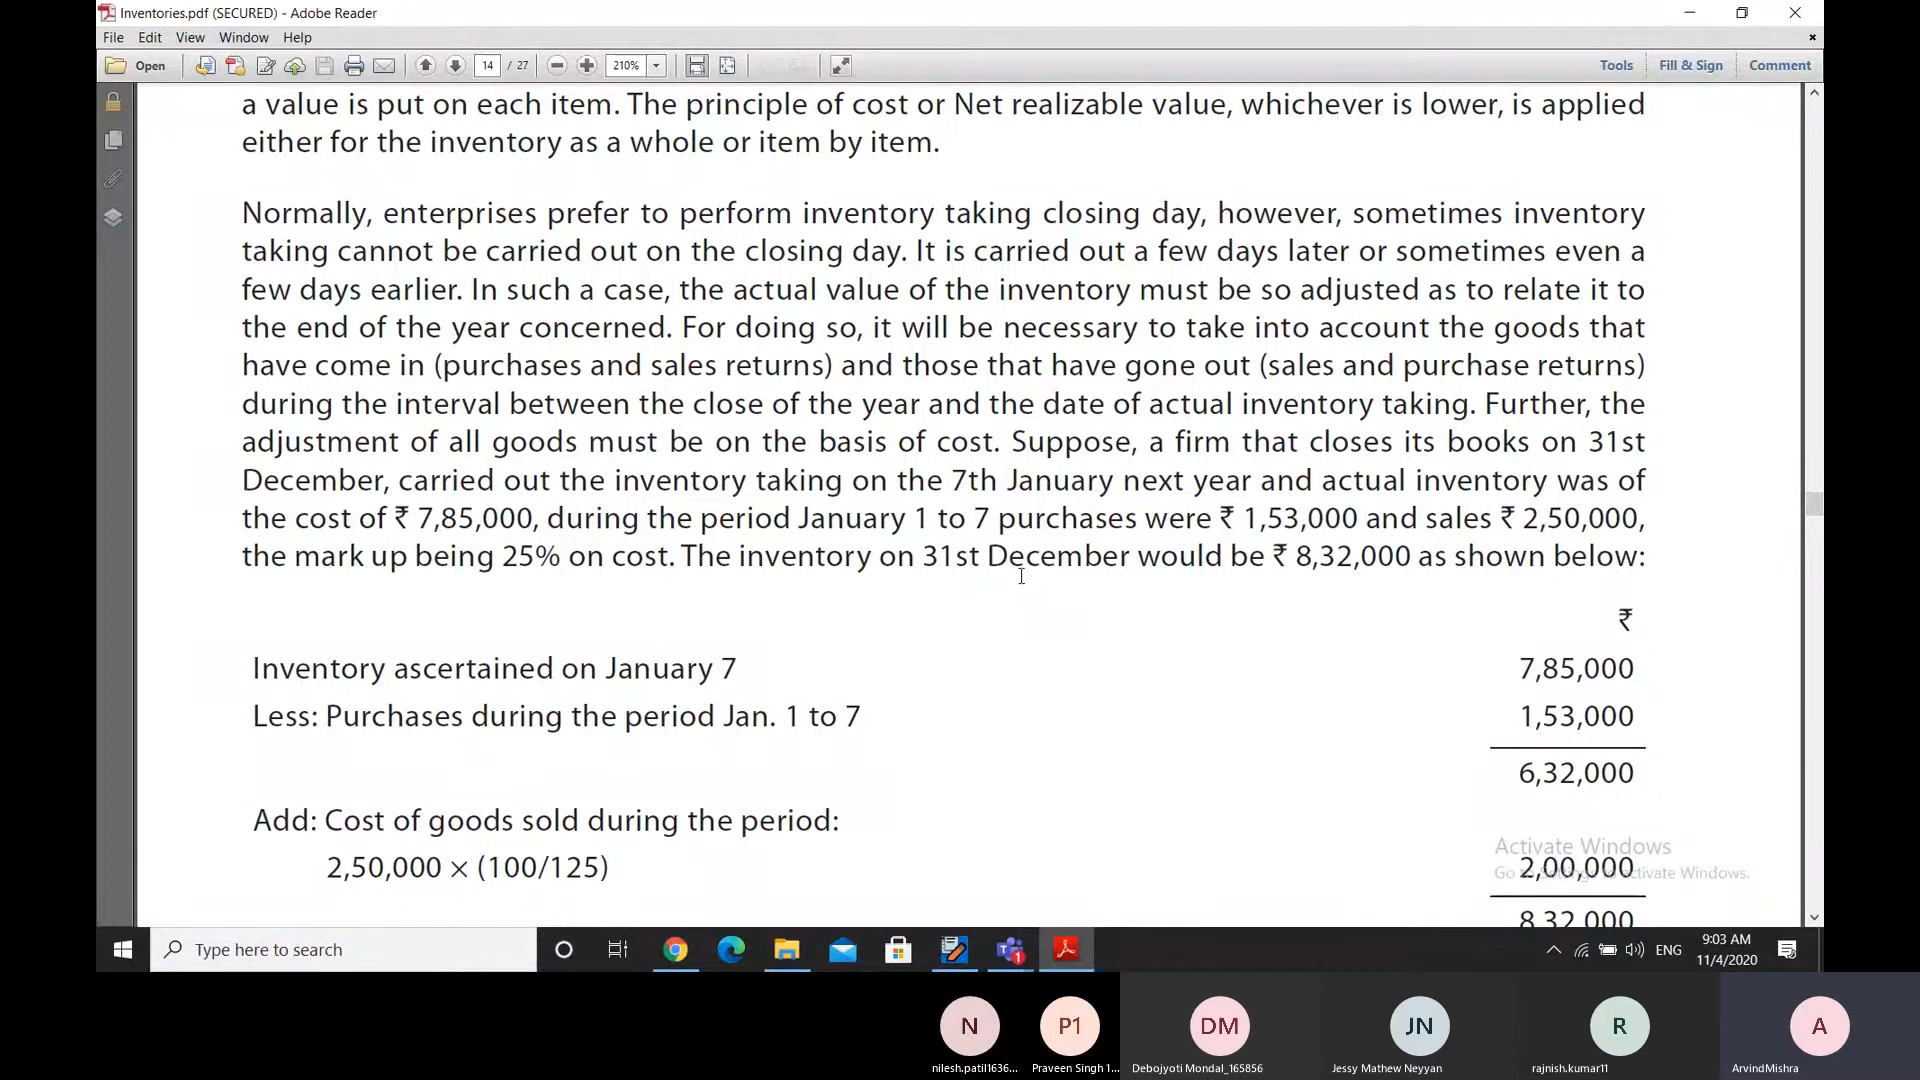 Inventories.pdf (SECURED) - Adobe Reader
File Edit View Window Help
Open 14 / 27 210% Tools Fill & Sign Comment
a value is put on each item. The principle of cost or Net realizable value, whichever is lower, is applied
either for the inventory as a whole or item by item.
Normally, enterprises prefer to perform inventory taking closing day, however, sometimes inventory
taking cannot be carried out on the closing day. It is carried out a few days later or sometimes even a
few days earlier. In such a case, the actual value of the inventory must be so adjusted as to relate it to
the end of the year concerned. For doing so, it will be necessary to take into account the goods that
have come in (purchases and sales returns) and those that have gone out (sales and purchase returns)
during the interval between the close of the year and the date of actual inventory taking. Further, the
adjustment of all goods must be on the basis of cost. Suppose, a firm that closes its books on 31st
December, carried out the inventory taking on the 7th January next year and actual inventory was of
the cost of ₹ 7,85,000, during the period January 1 to 7 purchases were ₹ 1,53,000 and sales ₹ 2,50,000,
the mark up being 25% on cost. The inventory on 31st December would be ₹ 8,32,000 as shown below:
₹
Inventory ascertained on January 7 7,85,000
Less: Purchases during the period Jan. 1 to 7 1,53,000
6,32,000
Add: Cost of goods sold during the period:
Activate Windows
2,50,000 × (100/125) 2,00,000
Go to Settings to activate Windows.
8,32,000
Type here to search
ENG
9:03 AM
11/4/2020
N P1 DM JN R A
nilesh.patil1636... Praveen Singh 1... Debojyoti Mondal_165856 Jessy Mathew Neyyan rajnish.kumar11 ArvindMishra